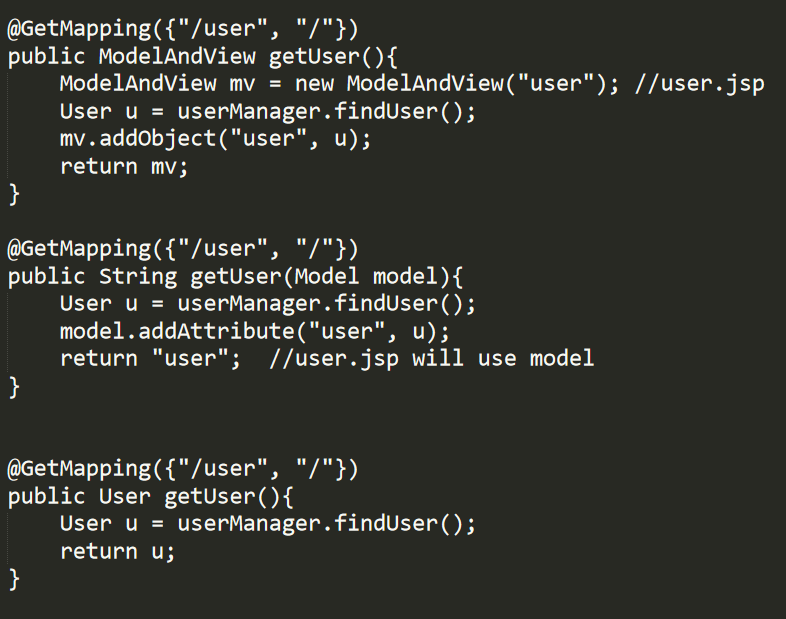 @GetMapping({"/user", "/"})
public ModelAndView getUser(){
    ModelAndView mv = new ModelAndView("user"); //user.jsp
    User u = userManager.findUser();
    mv.addObject("user", u);
    return mv;
}
@GetMapping({"/user", "/"})
public String getUser(Model model){
    User u = userManager.findUser();
    model.addAttribute("user", u);
    return "user";  //user.jsp will use model
}
@GetMapping({"/user", "/"})
public User getUser(){
    User u = userManager.findUser();
    return u;
}